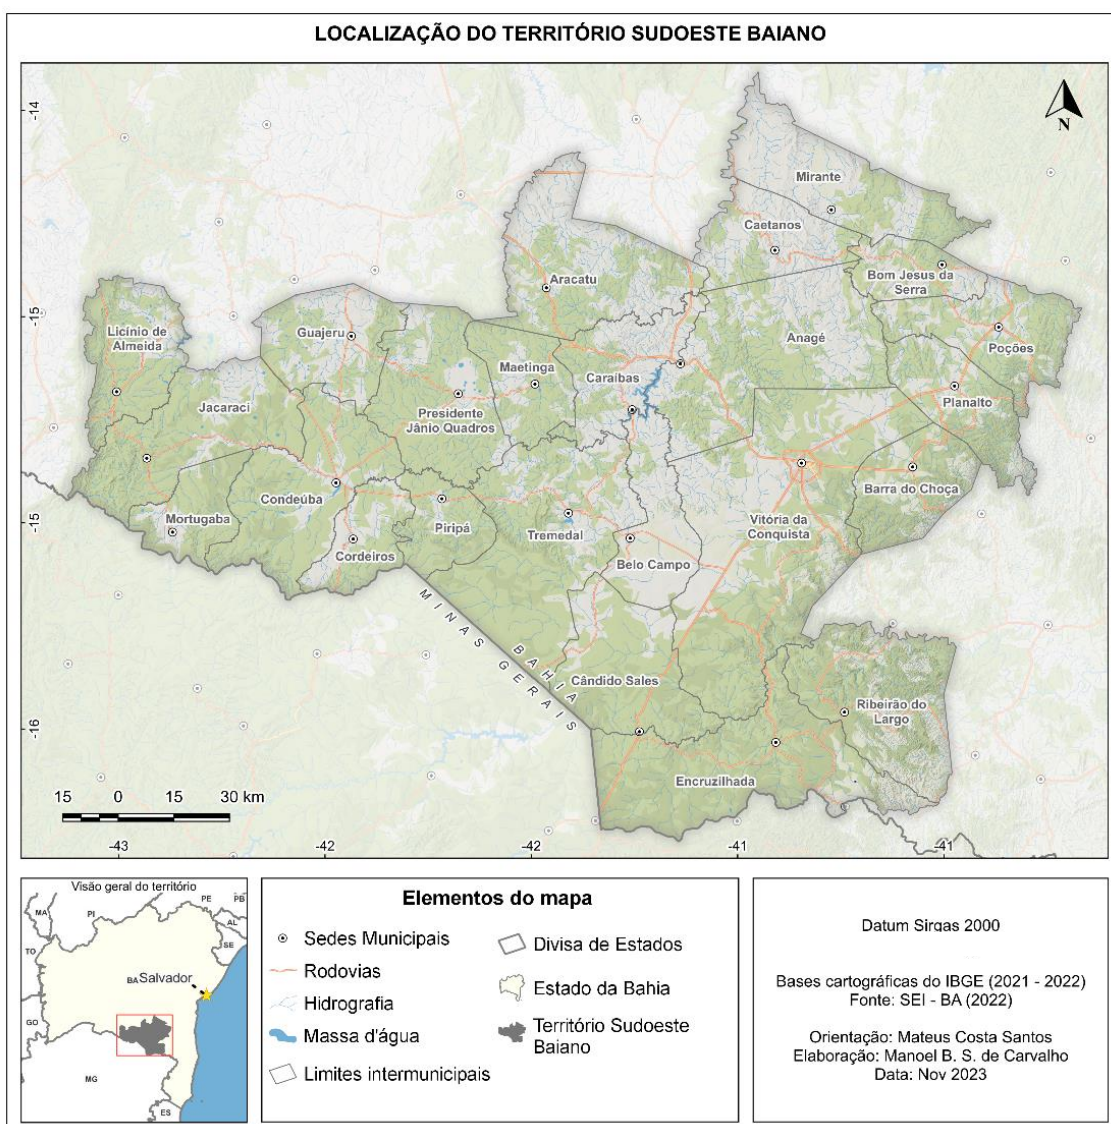 LOCALIZAÇÃO DO TERRITÓRIO SUDOESTE BAIANO
N
-14
-15
-15
-16
Mirante
Caetanos
Bom Jesus da
Serra
Aracatu
Anagé
Poções
Licínio de
Almeida
Guajeru
Maetinga
Caraíbas
Planalto
Jacaraci
Presidente
Jânio Quadros
Barra do Choça
Condeúba
Mortugaba
Piripá
Tremedal
Vitória da
Conquista
Cordeiros
Belo Campo
MINAS GERAIS
BAHIA
Cândido Sales
Ribeirão do
Largo
Encruzilhada
15 0 15 30 km
-43 -42 -42 -41 -41
Visão geral do território
MA
PI
PE
PB
AL
SE
TO
BA
Salvador
GO
MG
ES
Elementos do mapa
Sedes Municipais
Rodovias
Hidrografia
Massa d'água
Limites intermunicipais
Divisa de Estados
Estado da Bahia
Território Sudoeste
Baiano
Datum Sirgas 2000
Bases cartográficas do IBGE (2021 - 2022)
Fonte: SEI - BA (2022)
Orientação: Mateus Costa Santos
Elaboração: Manoel B. S. de Carvalho
Data: Nov 2023